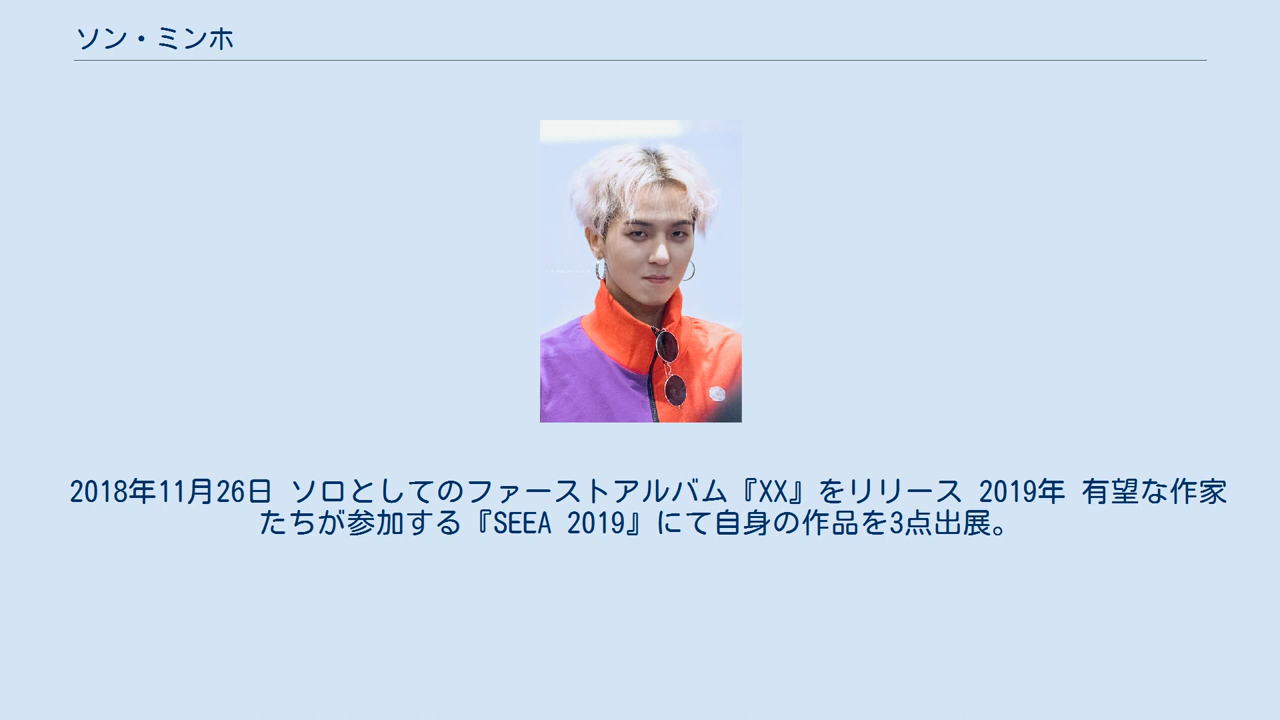 ソン・ミンホ
2018年11月26日 ソロとしてのファーストアルバム『XX』をリリース 2019年 有望な作家
たちが参加する『SEEA 2019』にて自身の作品を3点出展。